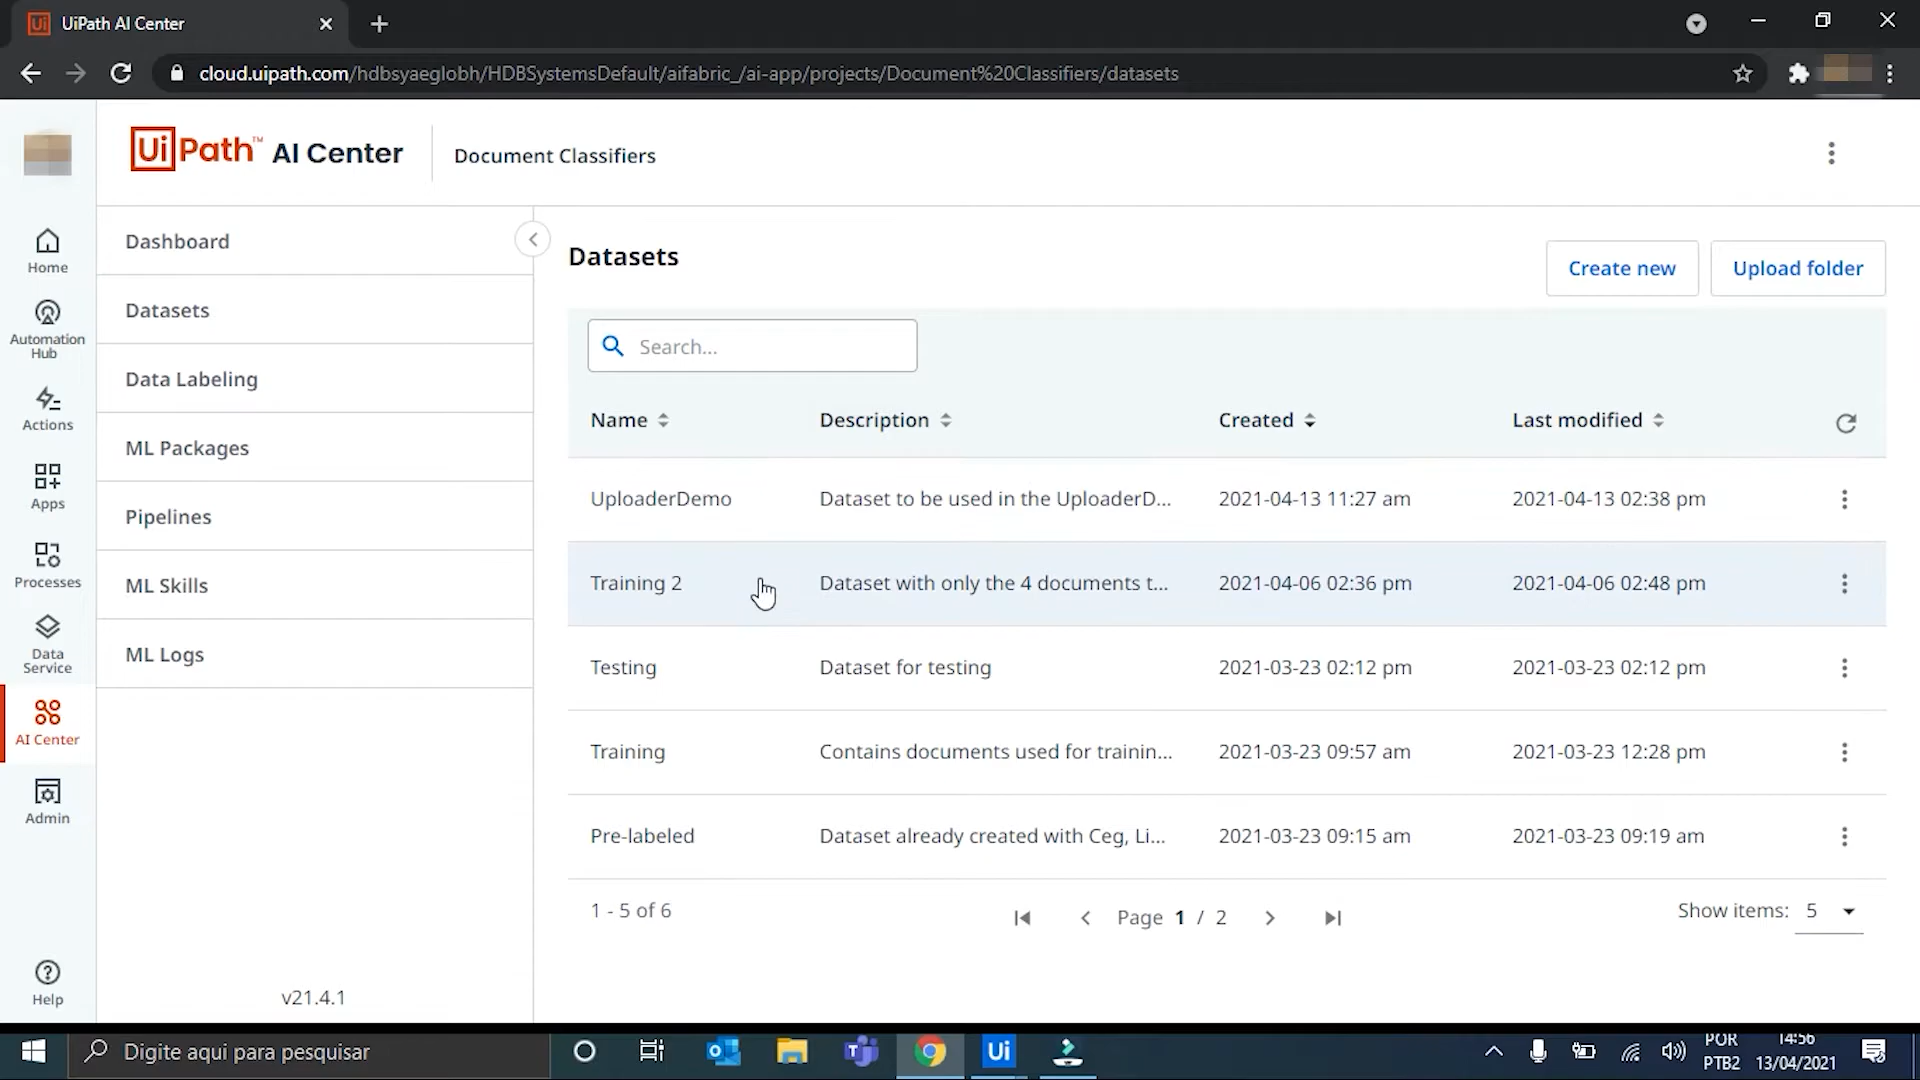 UiPath AI Center
cloud.uipath.com/hdbsyaeglobh/HDBSystemsDefault/aifabric_/ai-app/projects/Document%20Classifiers/datasets
UiPath™ AI Center
Document Classifiers
Home
Automation
Hub
Actions
Apps
Processes
Data
Service
AI Center
Admin
Help
Dashboard
Datasets
Data Labeling
ML Packages
Pipelines
ML Skills
ML Logs
v21.4.1
Datasets
Create new
Upload folder
Search...
Name Description Created Last modified
UploaderDemo Dataset to be used in the UploaderD... 2021-04-13 11:27 am 2021-04-13 02:38 pm
Training 2 Dataset with only the 4 documents t... 2021-04-06 02:36 pm 2021-04-06 02:48 pm
Testing Dataset for testing 2021-03-23 02:12 pm 2021-03-23 02:12 pm
Training Contains documents used for trainin... 2021-03-23 09:57 am 2021-03-23 12:28 pm
Pre-labeled Dataset already created with Ceg, Li... 2021-03-23 09:15 am 2021-03-23 09:19 am
1 - 5 of 6
Page 1 / 2
Show items: 5
Digite aqui para pesquisar
Ui
POR
PTB2
14:56
13/04/2021